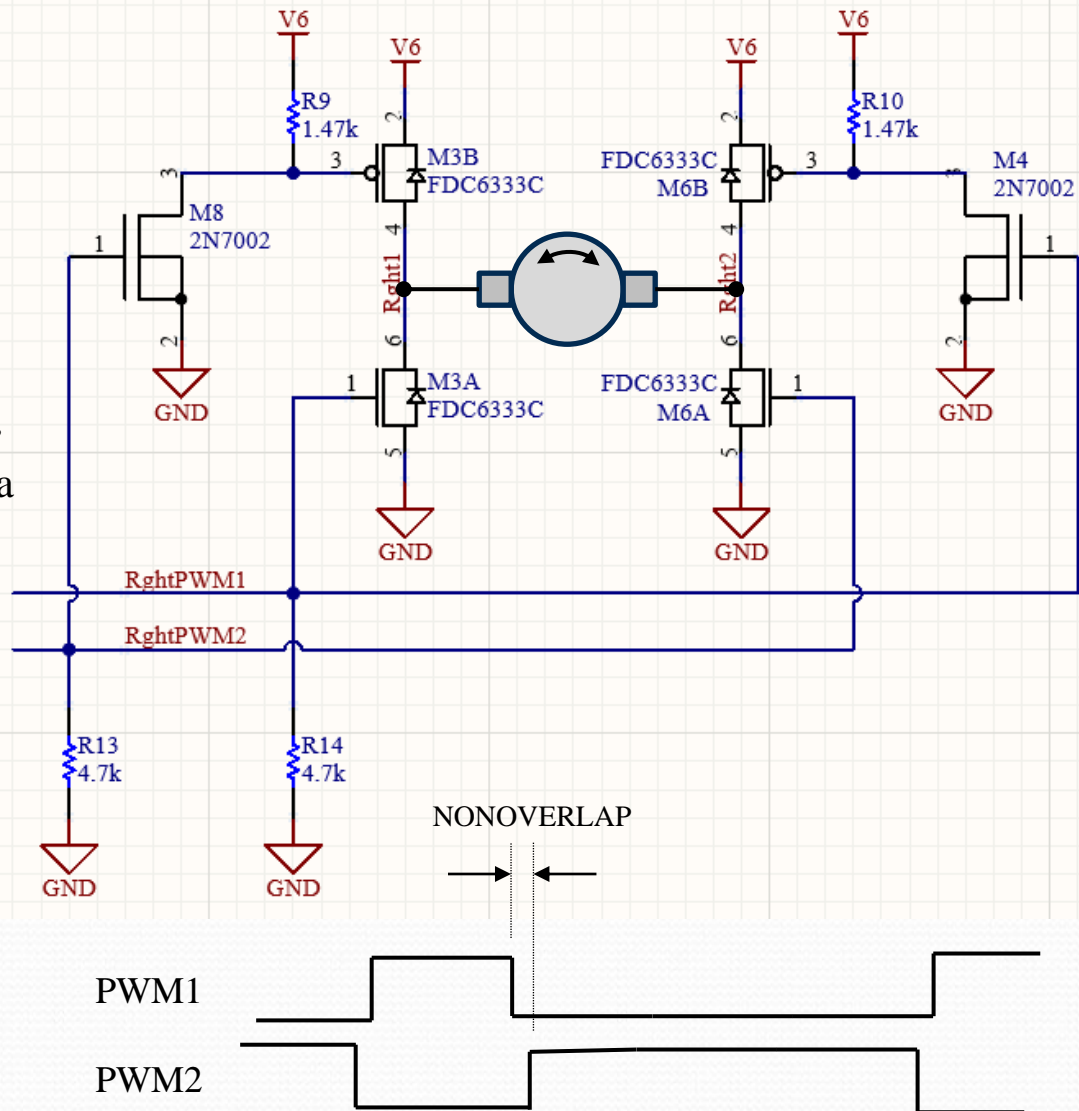 V6
V6
V6
R9
1.47k
2
3
M3B
FDC6333C
4
3
M8
2N7002
1
2
GND
FDC6333C
M6B
2
3
4
R10
1.47k
3
M4
2N7002
1
2
GND
V6
Rght1
Rght2
6
1
M3A
FDC6333C
5
GND
6
FDC6333C
M6A
1
5
GND
a
RghtPWM1
RghtPWM2
R13
4.7k
GND
R14
4.7k
GND
NONOVERLAP
PWM1
PWM2